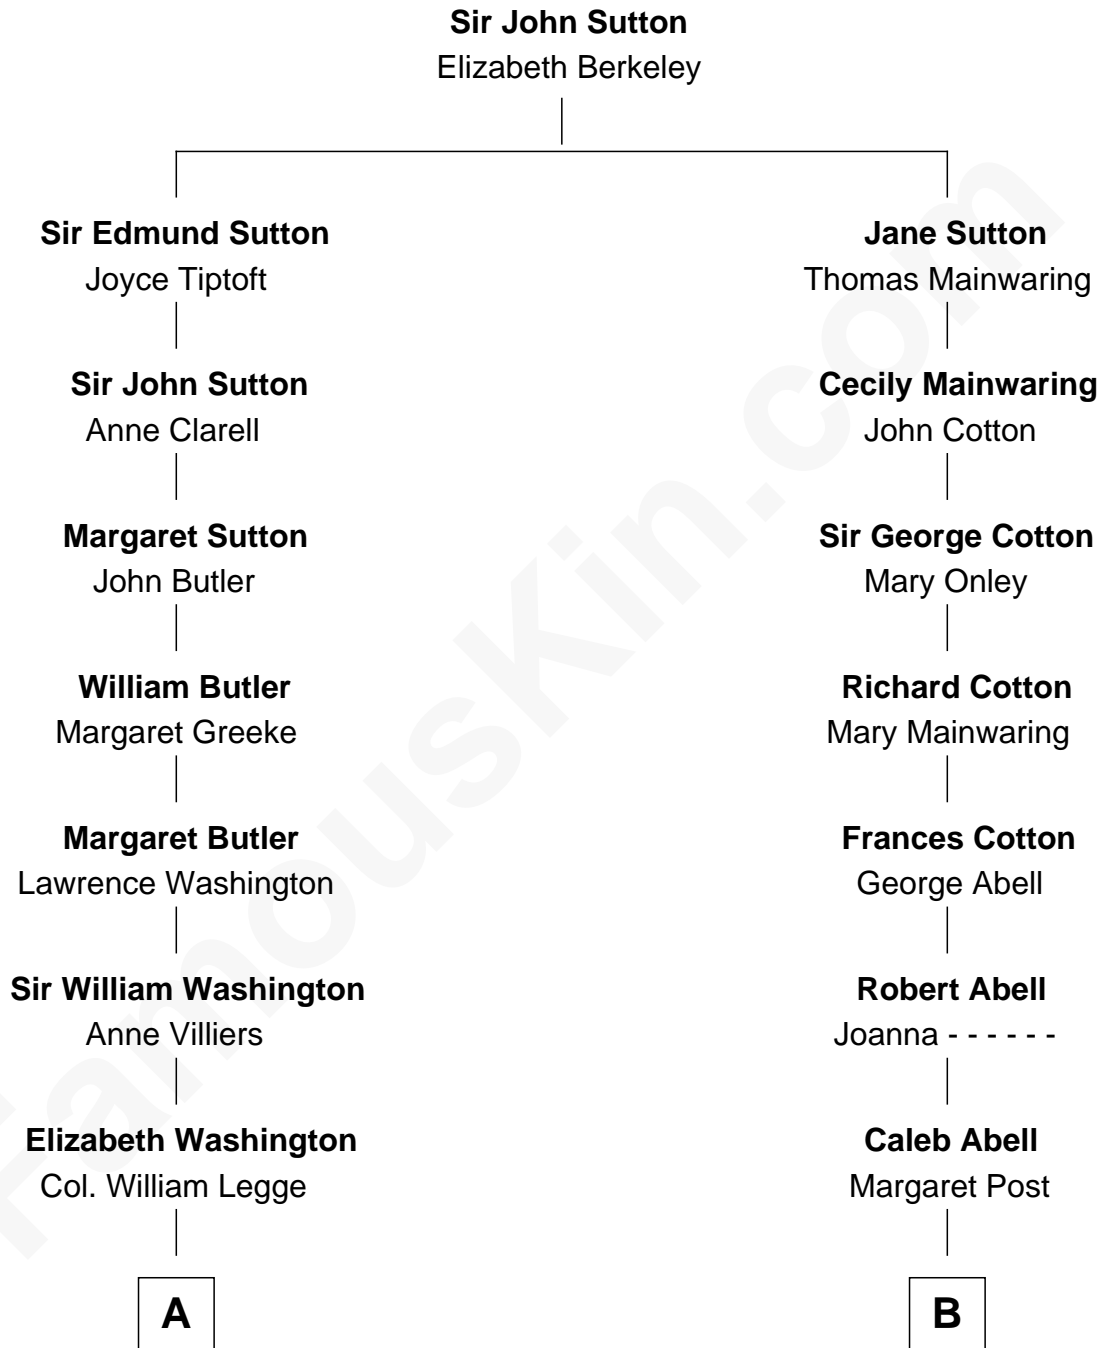 Sir John Sutton
Elizabeth Berkeley
Sir Edmund Sutton
Joyce Tiptoft
Jane Sutton
Thomas Mainwaring
Sir John Sutton
Anne Clarell
Cecily Mainwaring
John Cotton
Margaret Sutton
John Butler
Sir George Cotton
Mary Onley
William Butler
Margaret Greeke
Richard Cotton
Mary Mainwaring
Margaret Butler
Lawrence Washington
Frances Cotton
George Abell
Sir William Washington
Anne Villiers
Robert Abell
Joanna - - - - - -
Elizabeth Washington
Col. William Legge
Caleb Abell
Margaret Post
A
B
FamousKin.com